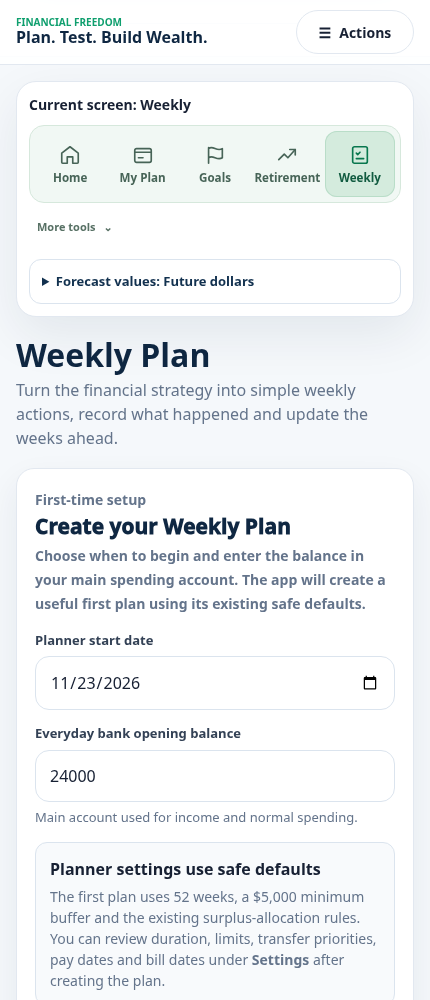 FINANCIAL FREEDOM
Plan. Test. Build Wealth.
☰ Actions
Current screen: Weekly
Home
My Plan
Goals
Retirement
Weekly
More tools ⌄
▶ Forecast values: Future dollars
Weekly Plan
Turn the financial strategy into simple weekly
actions, record what happened and update the
weeks ahead.
First-time setup
Create your Weekly Plan
Choose when to begin and enter the balance in
your main spending account. The app will create a
useful first plan using its existing safe defaults.
Planner start date
11/23/2026
Everyday bank opening balance
24000
Main account used for income and normal spending.
Planner settings use safe defaults
The first plan uses 52 weeks, a $5,000 minimum
buffer and the existing surplus-allocation rules.
You can review duration, limits, transfer priorities,
pay dates and bill dates under Settings after
creating the plan.